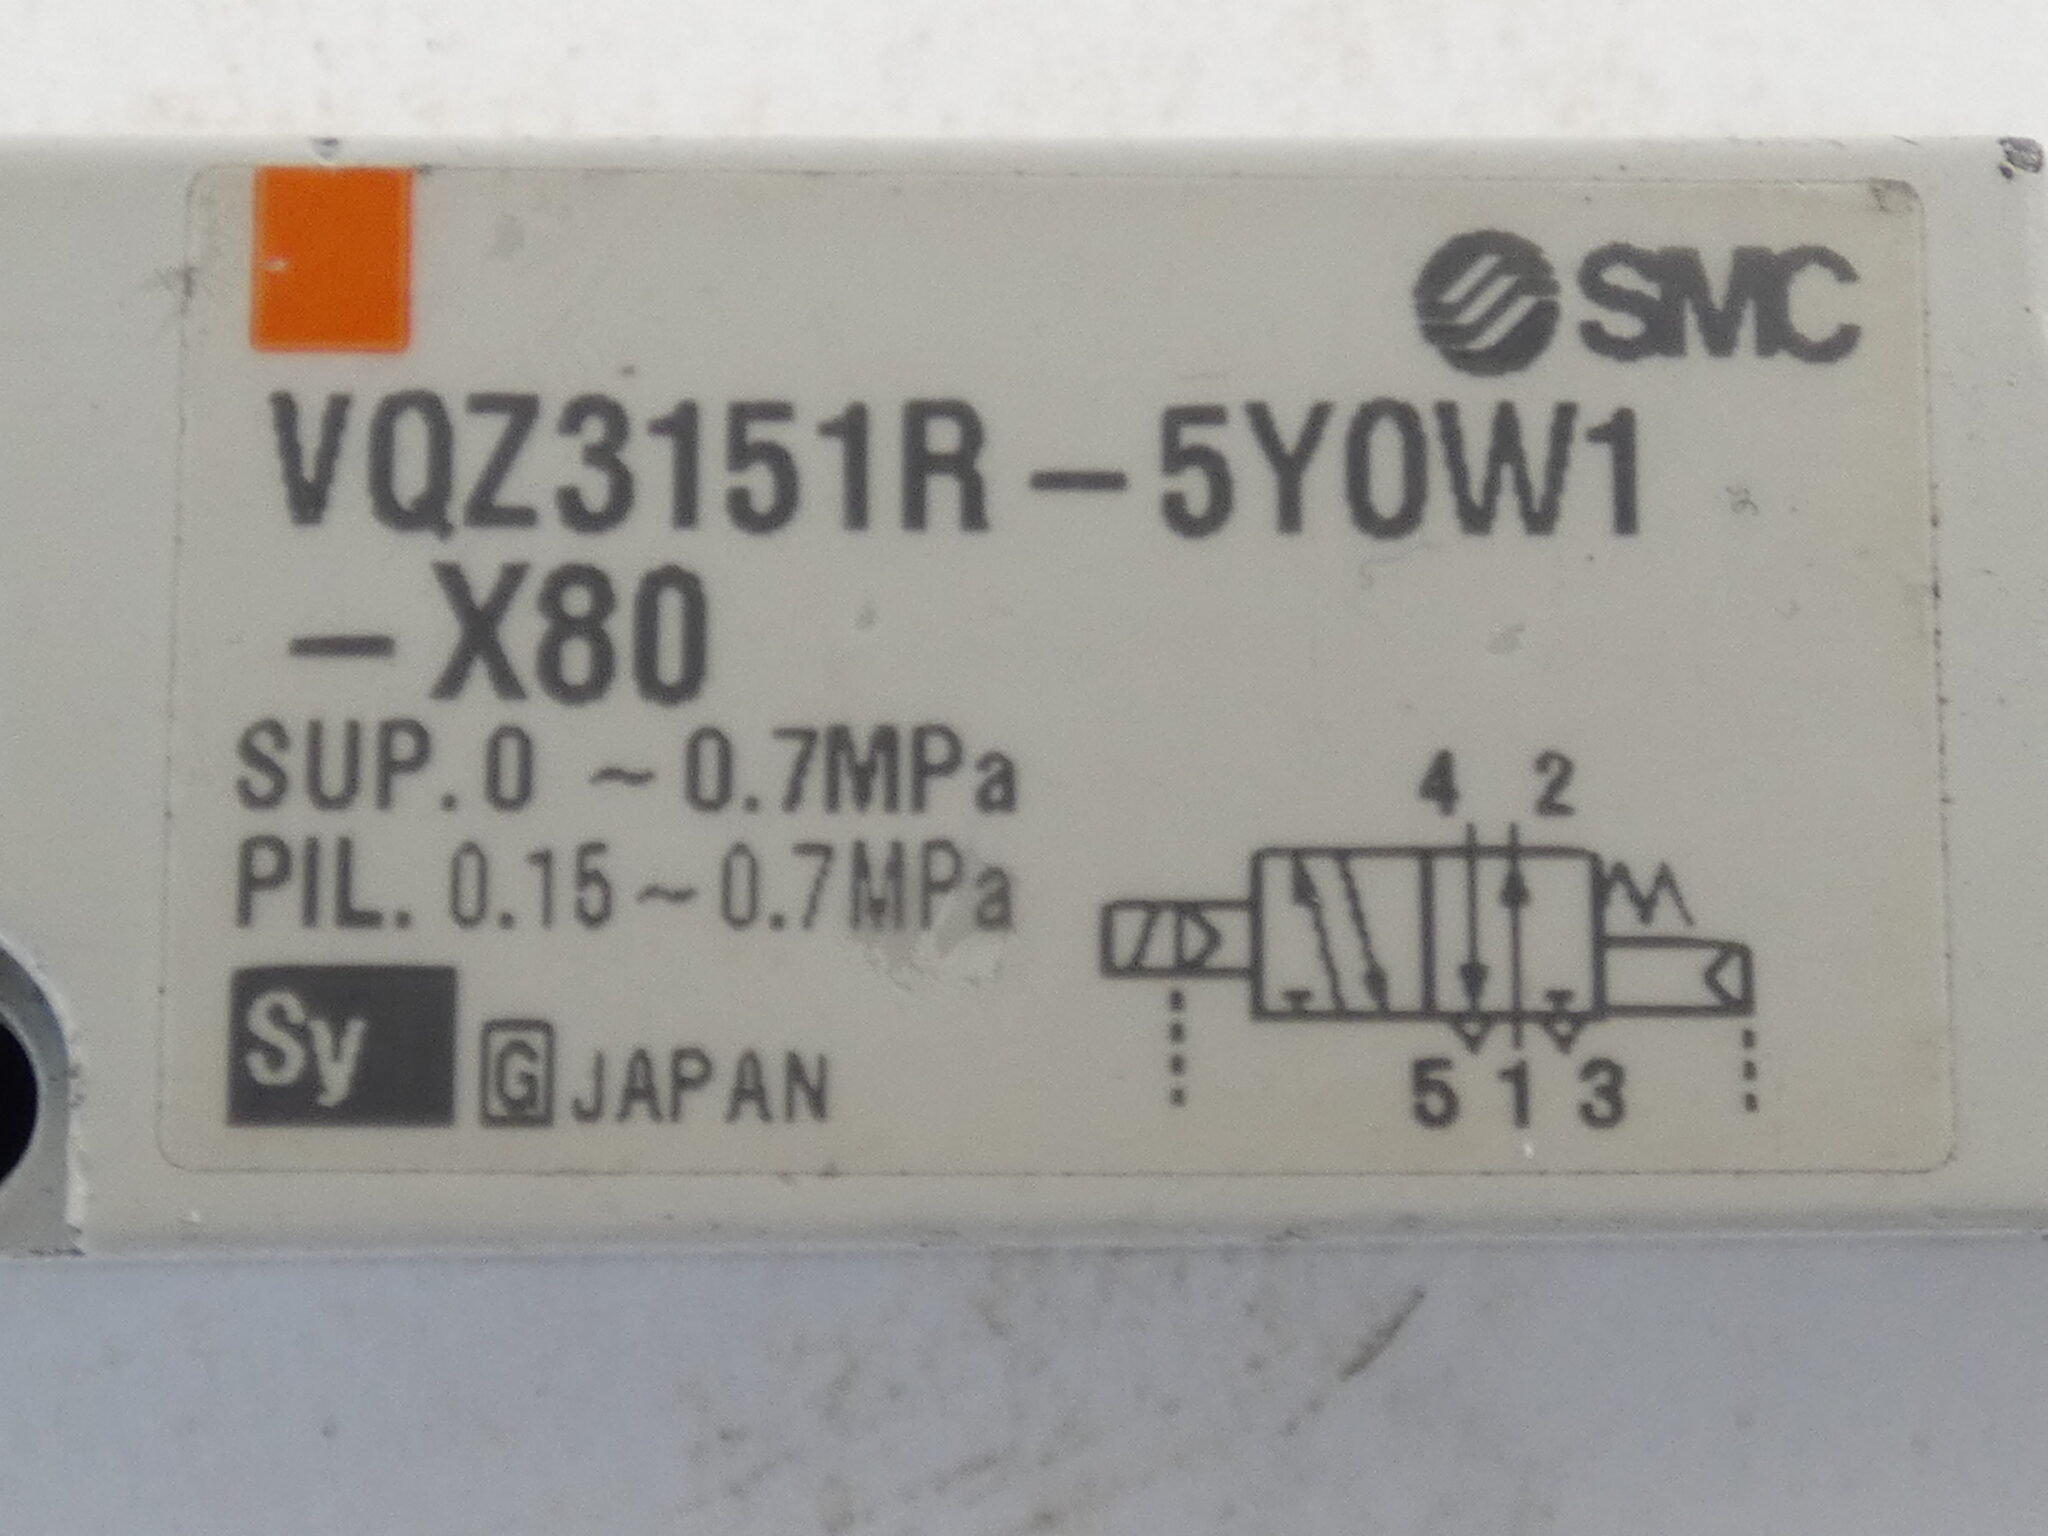 SMC
VQZ3151R-5Y0W1
-X80
SUP. 0 ~ 0.7MPa
PIL. 0.15~0.7MPa
4 2
Sy G JAPAN
5 1 3